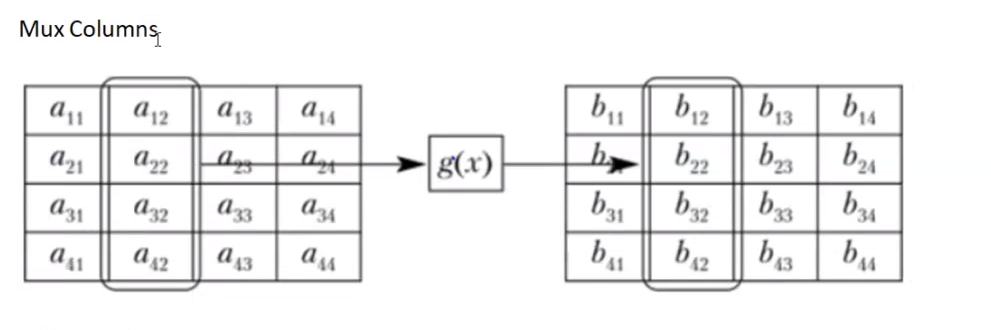 Mux Columns
a11 a12 a13 a14 b11 b12 b13 b14
a21 a22 a23 a24 g(x) b22 b23 b24
a31 a32 a33 a34 b31 b32 b33 b34
a41 a42 a43 a44 b41 b42 b43 b44